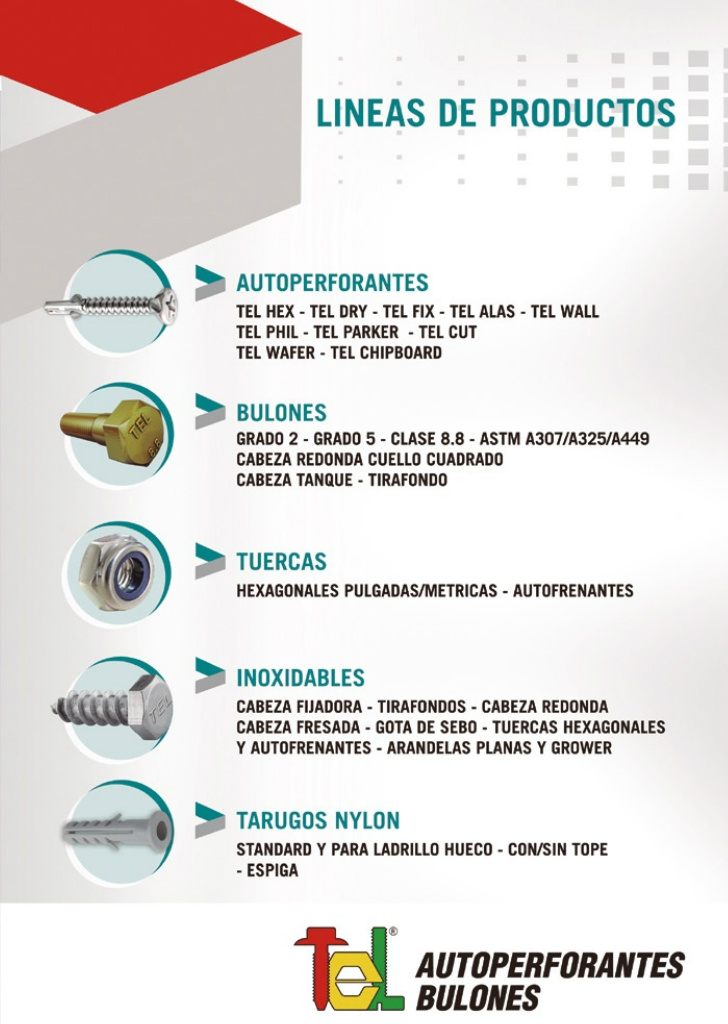 LINEAS DE PRODUCTOS
AUTOPERFORANTES
TEL HEX - TEL DRY - TEL FIX - TEL ALAS - TEL WALL
TEL PHIL - TEL PARKER - TEL CUT
TEL WAFER - TEL CHIPBOARD
TEL
8.8
BULONES
GRADO 2 - GRADO 5 - CLASE 8.8 - ASTM A307/A325/A449
CABEZA REDONDA CUELLO CUADRADO
CABEZA TANQUE - TIRAFONDO
TUERCAS
HEXAGONALES PULGADAS/METRICAS - AUTOFRENANTES
TEL
INOXIDABLES
CABEZA FIJADORA - TIRAFONDOS - CABEZA REDONDA
CABEZA FRESADA - GOTA DE SEBO - TUERCAS HEXAGONALES
Y AUTOFRENANTES - ARANDELAS PLANAS Y GROWER
TARUGOS NYLON
STANDARD Y PARA LADRILLO HUECO - CON/SIN TOPE
- ESPIGA
TEL®
AUTOPERFORANTES
BULONES